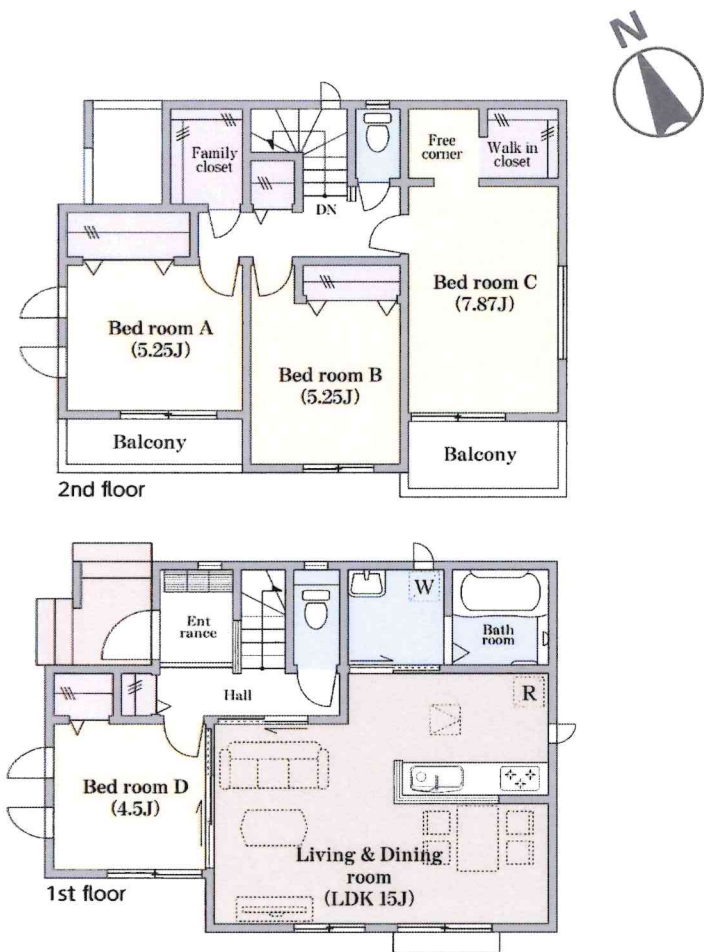 N
Family
closet
Free
corner
Walk in
closet
DN
Bed room C
(7.87J)
Bed room A
(5.25J)
Bed room B
(5.25J)
Balcony
Balcony
2nd floor
Ent
rance
W
Bath
room
Hall
R
Bed room D
(4.5J)
Living & Dining
room
(LDK 15J)
1st floor